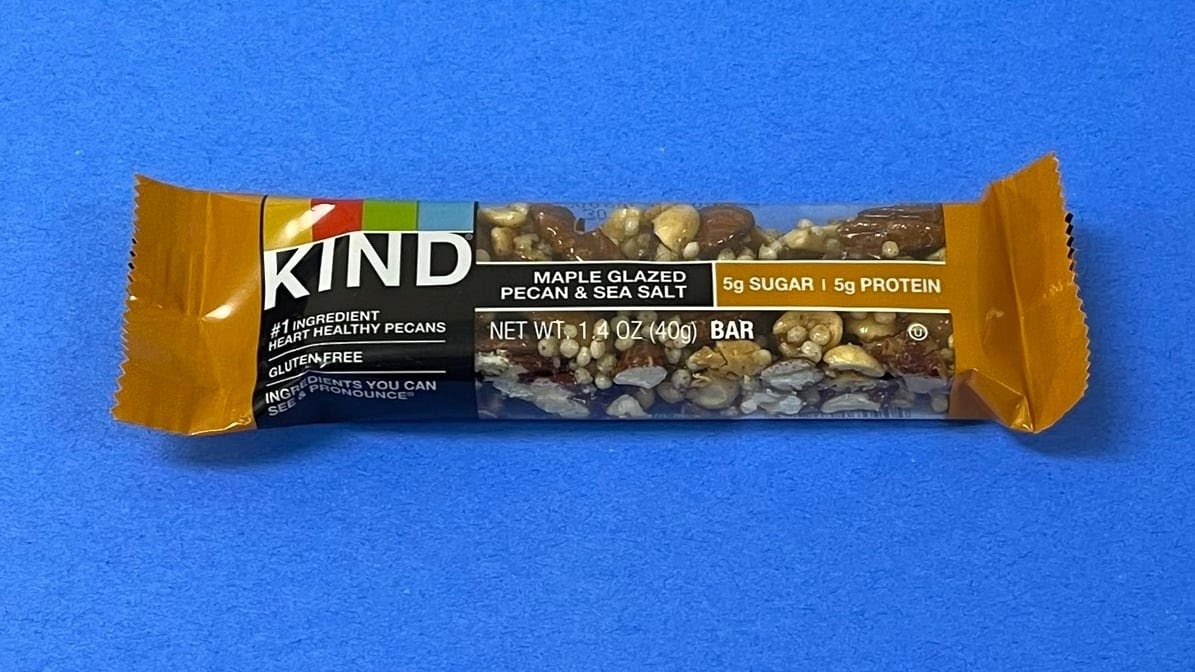 KIND®
#1 INGREDIENT
HEART HEALTHY PECANS
GLUTEN FREE
INGREDIENTS YOU CAN
SEE & PRONOUNCE®
MAPLE GLAZED
PECAN & SEA SALT
5g SUGAR | 5g PROTEIN
NET WT. 1.4 OZ (40g) BAR
U